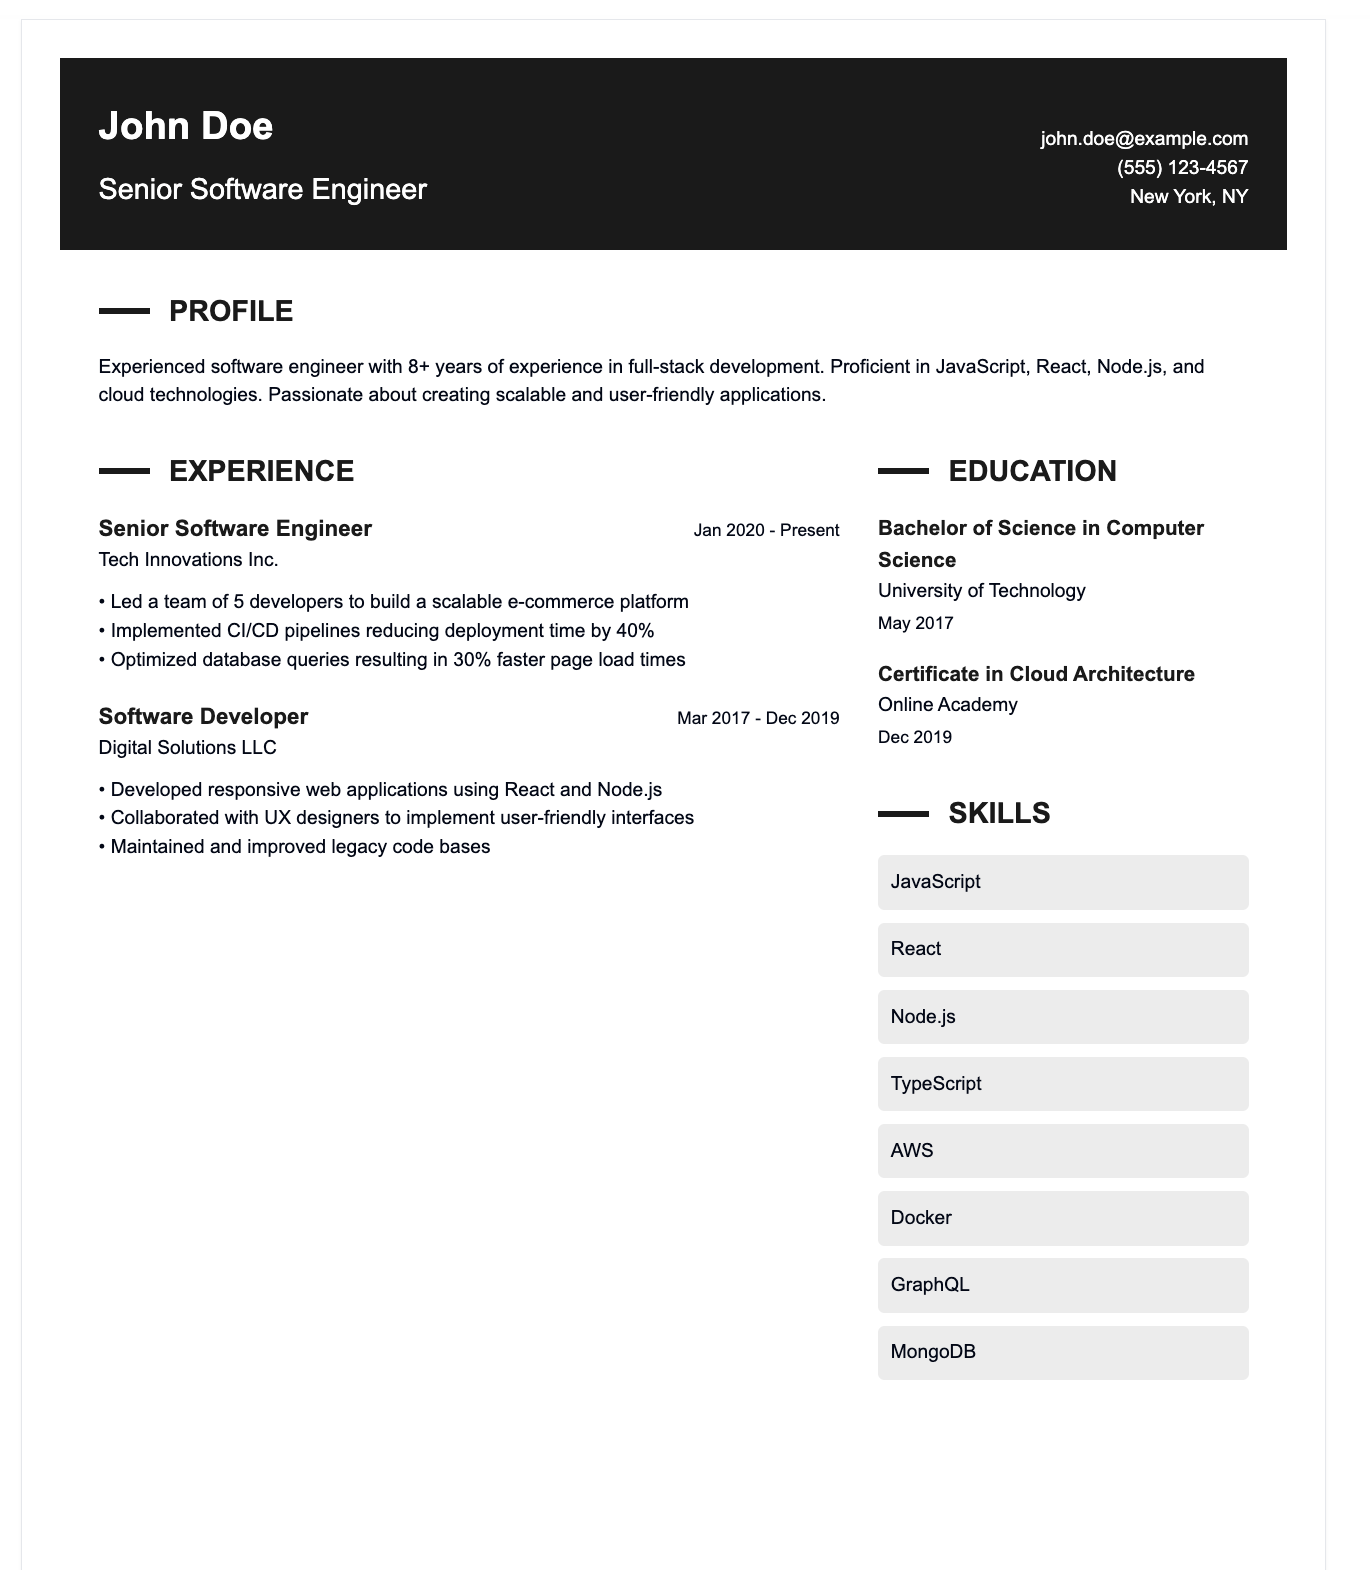 John Doe
Senior Software Engineer
john.doe@example.com
(555) 123-4567
New York, NY
PROFILE
Experienced software engineer with 8+ years of experience in full-stack development. Proficient in JavaScript, React, Node.js, and
cloud technologies. Passionate about creating scalable and user-friendly applications.
EXPERIENCE
Senior Software Engineer
Jan 2020 - Present
Tech Innovations Inc.
• Led a team of 5 developers to build a scalable e-commerce platform
• Implemented CI/CD pipelines reducing deployment time by 40%
• Optimized database queries resulting in 30% faster page load times
Software Developer
Mar 2017 - Dec 2019
Digital Solutions LLC
• Developed responsive web applications using React and Node.js
• Collaborated with UX designers to implement user-friendly interfaces
• Maintained and improved legacy code bases
EDUCATION
Bachelor of Science in Computer
Science
University of Technology
May 2017
Certificate in Cloud Architecture
Online Academy
Dec 2019
SKILLS
JavaScript
React
Node.js
TypeScript
AWS
Docker
GraphQL
MongoDB